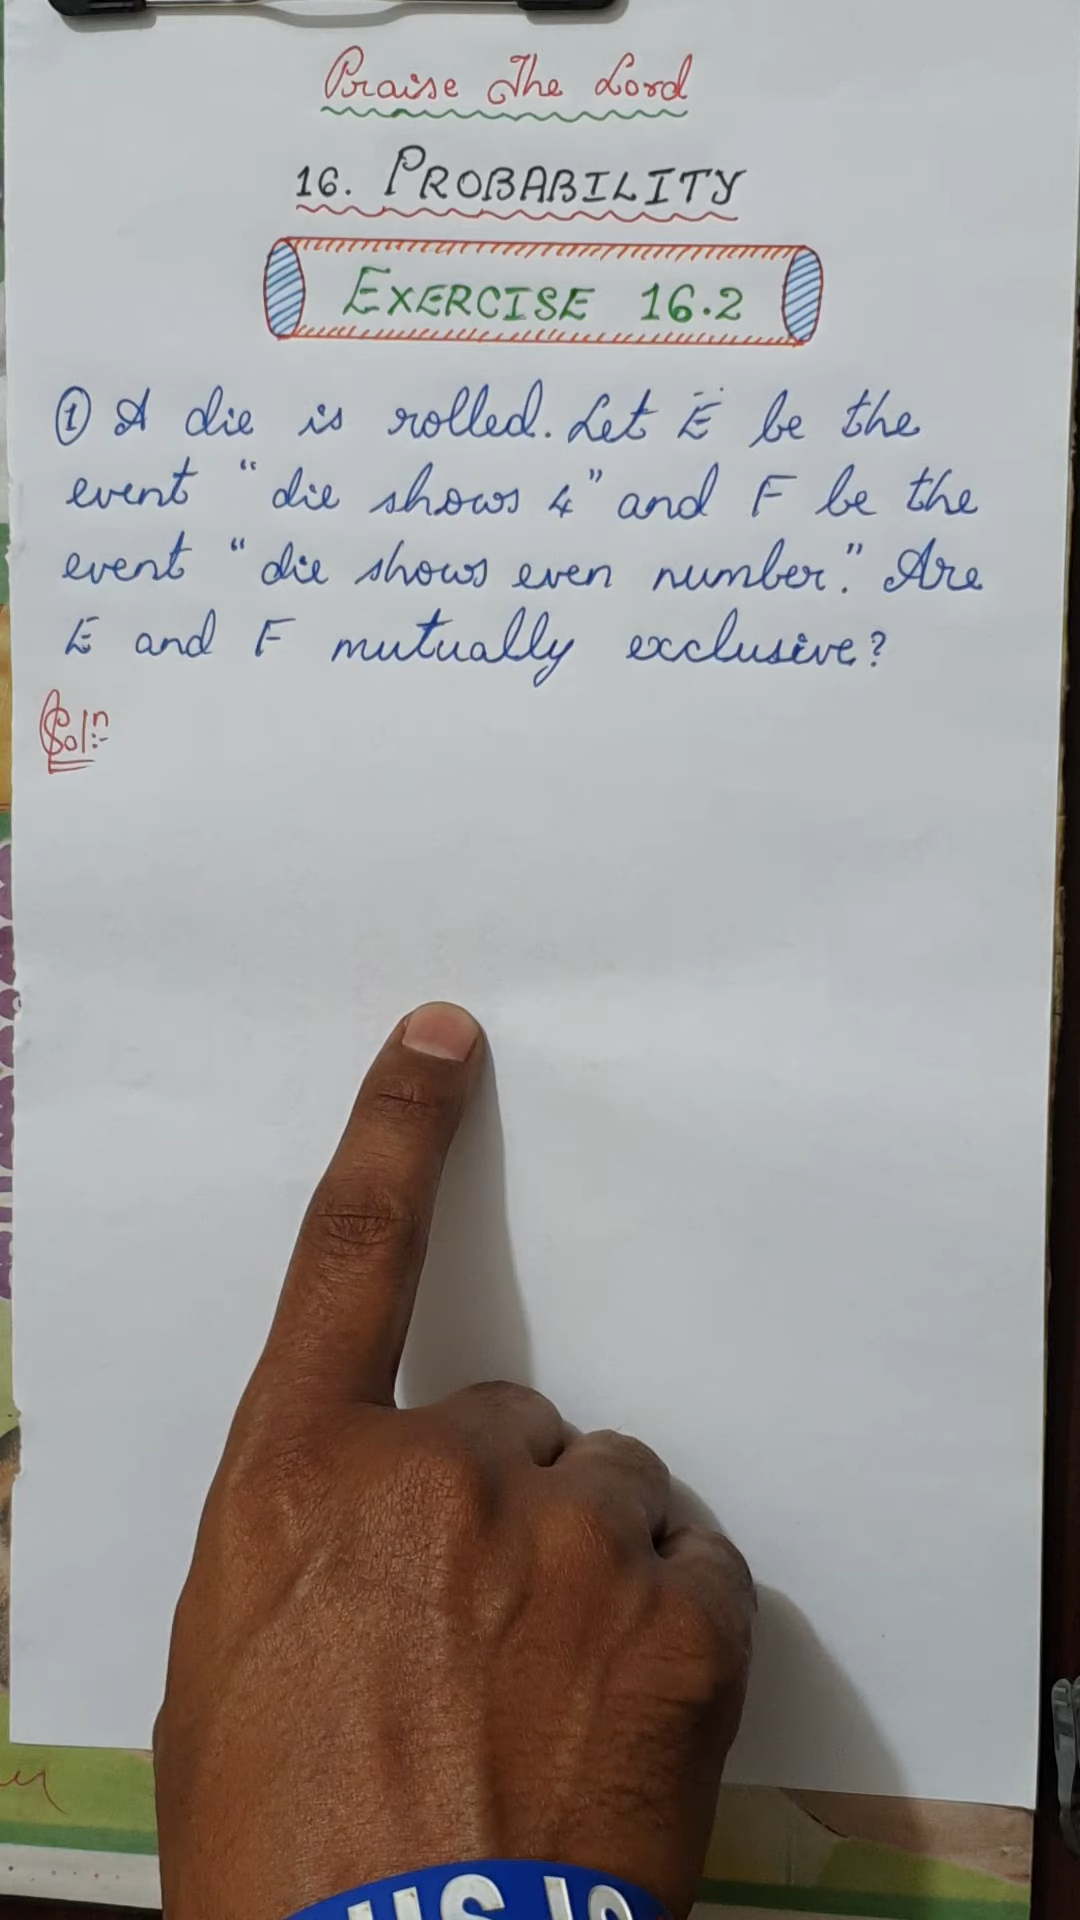 Praise The Lord
16. PROBABILITY
EXERCISE 16.2
① A die is rolled. Let E be the
event "die shows 4" and F be the
event "die shows even number." Are
E and F mutually exclusive?
Soln:-